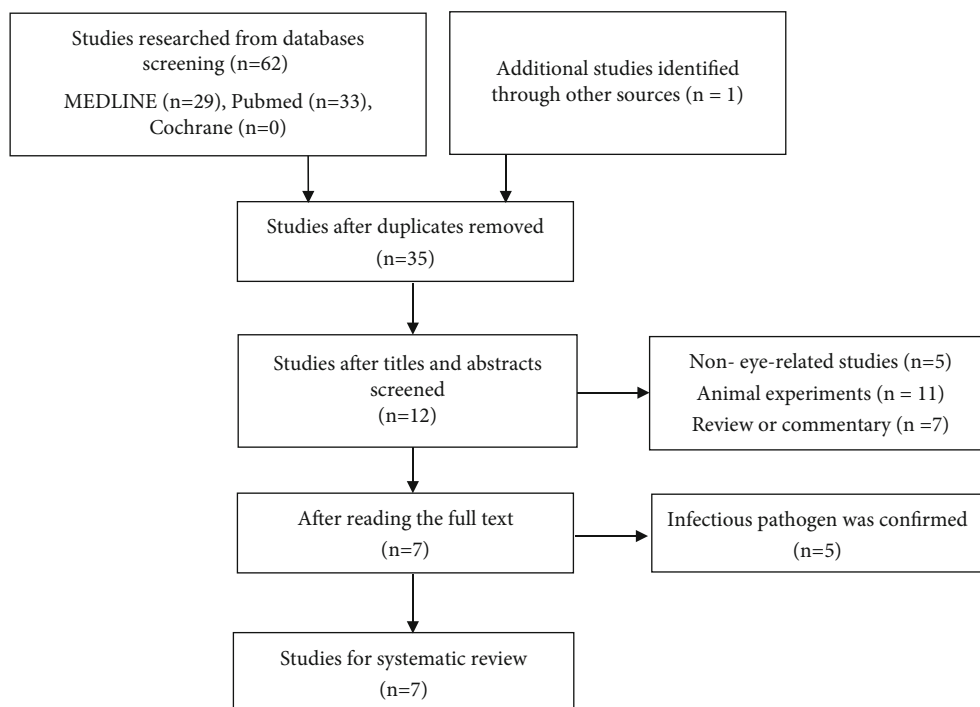 Studies researched from databases
screening (n=62)
MEDLINE (n=29), Pubmed (n=33),
Cochrane (n=0)
Additional studies identified
through other sources (n = 1)
Studies after duplicates removed
(n=35)
Studies after titles and abstracts
screened
(n=12)
Non- eye-related studies (n=5)
Animal experiments (n = 11)
Review or commentary (n =7)
After reading the full text
(n=7)
Infectious pathogen was confirmed
(n=5)
Studies for systematic review
(n=7)